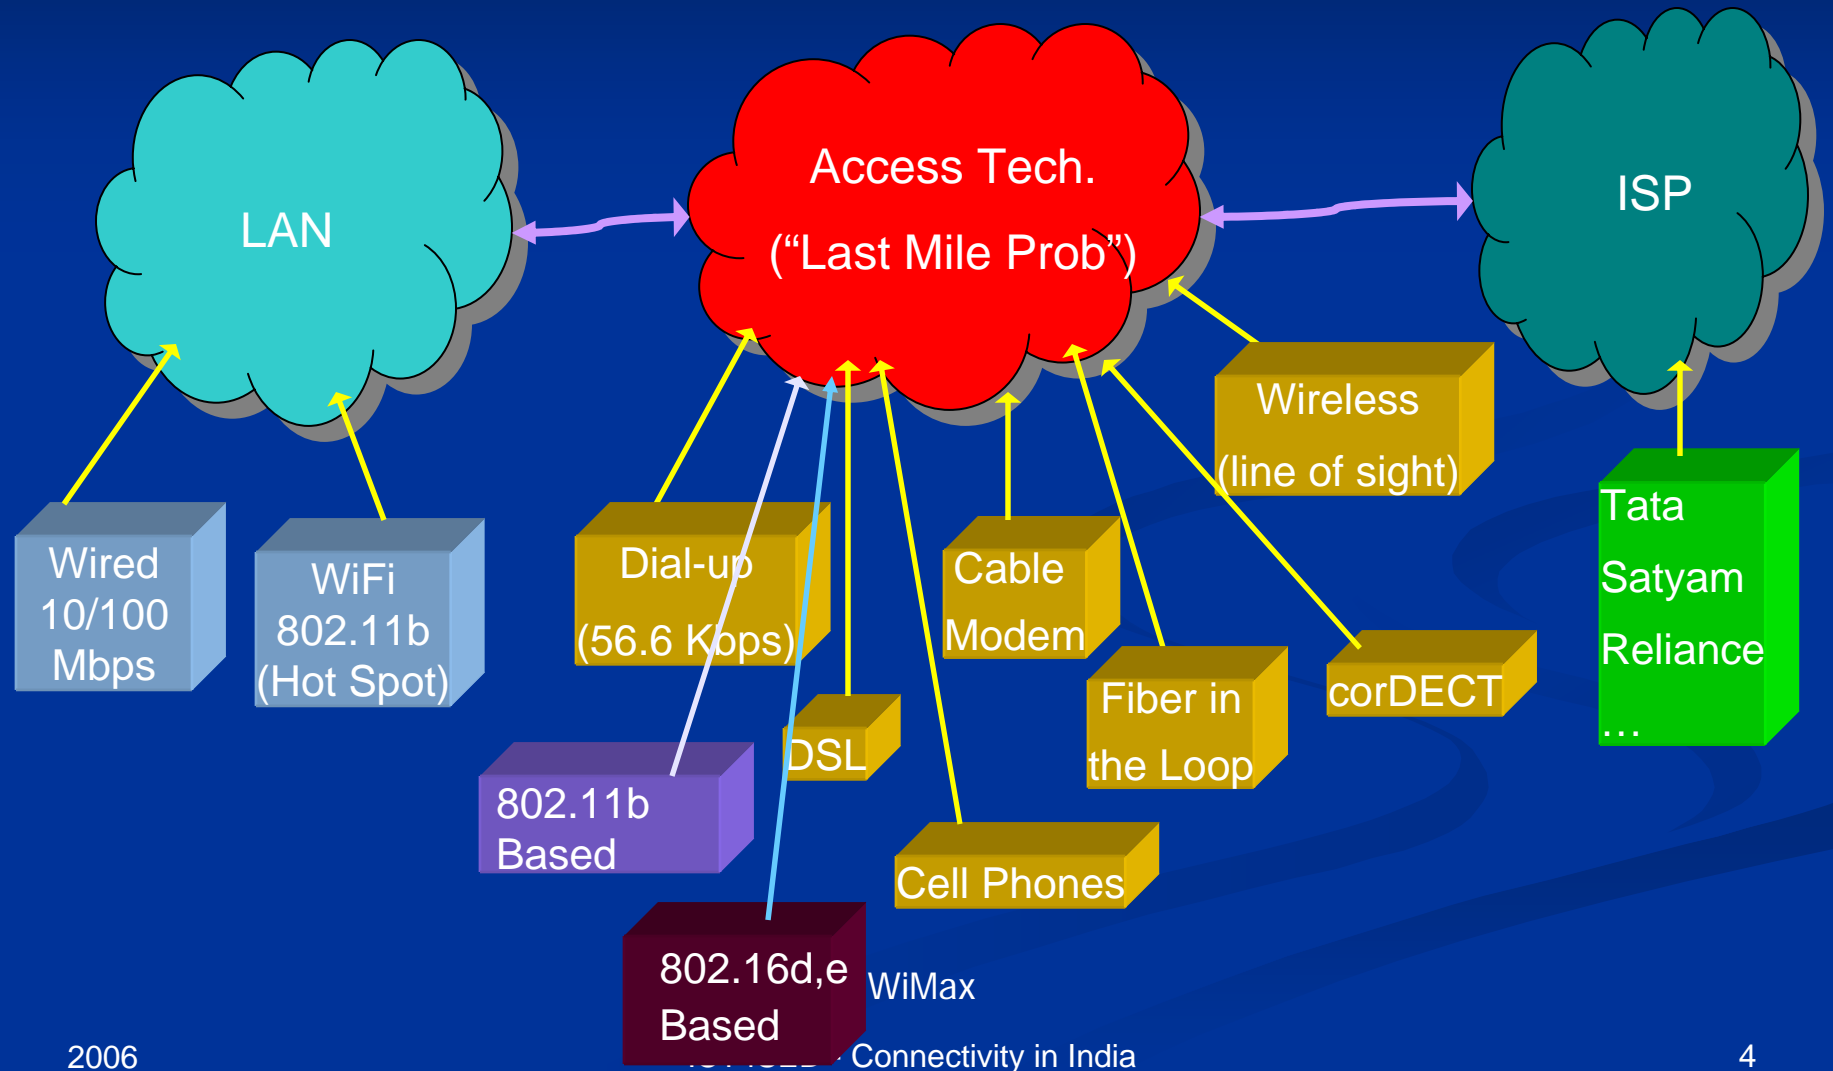 LAN
Access Tech.
(“Last Mile Prob”)
ISP
Wired
10/100
Mbps
WiFi
802.11b
(Hot Spot)
Dial-up
(56.6 Kbps)
Cable
Modem
Wireless
(line of sight)
Tata
Satyam
Reliance
…
802.11b
Based
DSL
Cell Phones
Fiber in
the Loop
corDECT
802.16d,e
Based
WiMax
2006
Connectivity in India
4